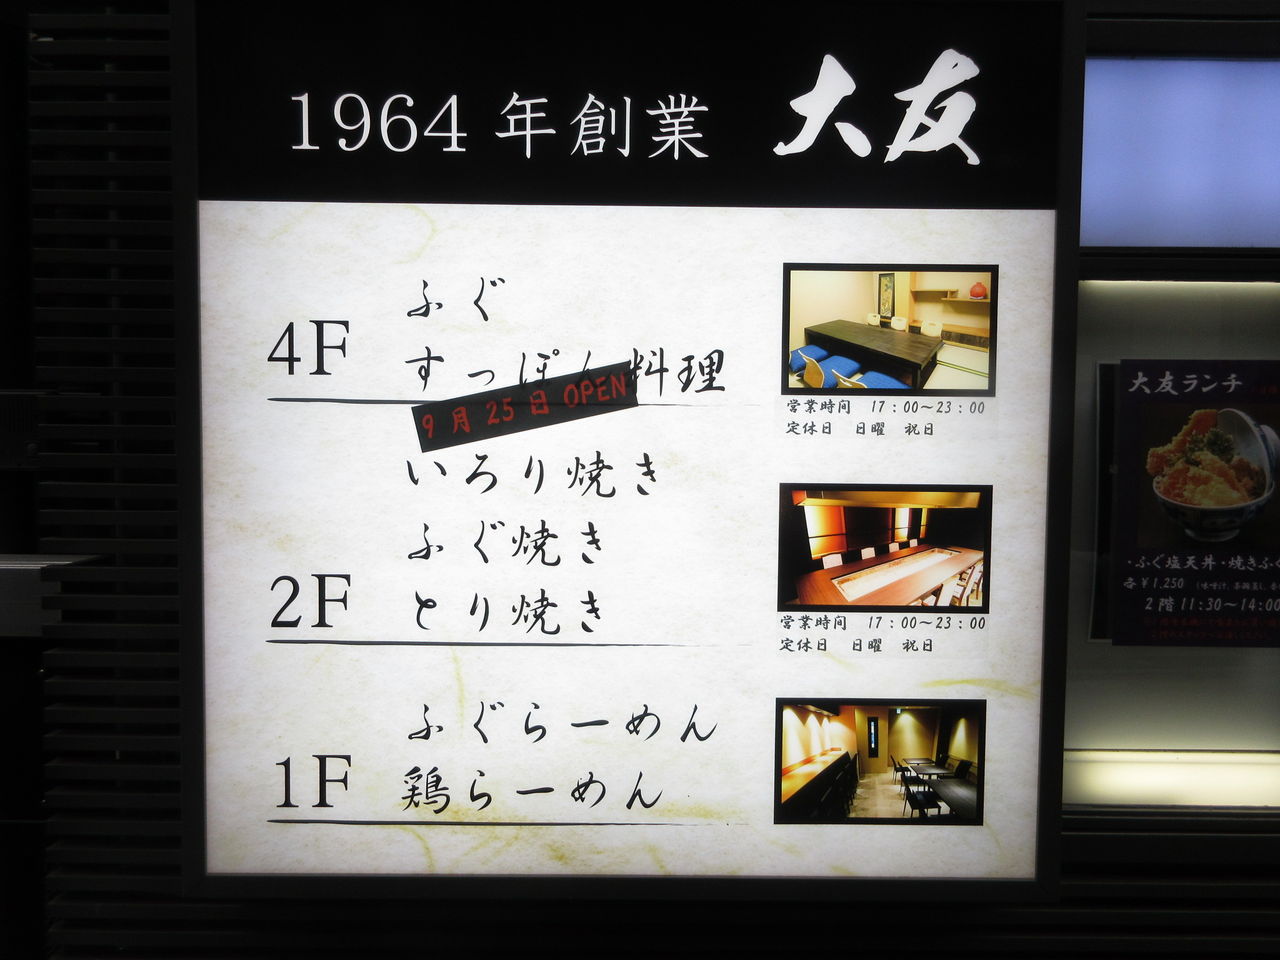 1964年創業 大友
4F
ふぐ
すっぽん料理
9月25日 OPEN
営業時間 17:00～23:00
定休日 日曜 祝日
2F
いろり焼き
ふぐ焼き
とり焼き
営業時間 17:00～23:00
定休日 日曜 祝日
1F
ふぐらーめん
鶏らーめん
大友ランチ
・ふぐ塩天丼・焼きふぐ
各¥1,250
2階 11:30～14:00